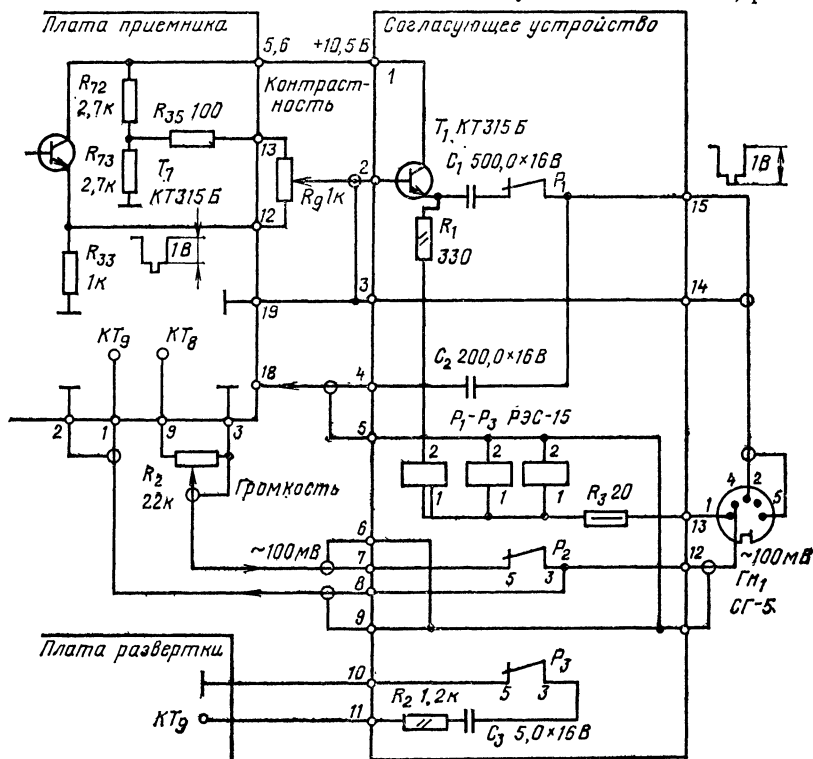 Плата приемника
Согласующее устройство
5,6
+10,5 В
1
R72
2,7к
R35 100
Контраст-
ность
13
R73
2,7к
T7
КТ315Б
R9 1к
2
T1 КТ315Б
C1 500,0×16В
P1
1В
15
12
1В
R33
1к
R1
330
3
14
19
КТ9
КТ8
18
4
C2 200,0×16В
5
P1-P3 РЭС-15
2
2
2
1
1
1
2
1
9
3
R2
22к
Громкость
R3 20
13
1
4
2
5
6
~100мВ
7
P2
5
3
12
~100мВ
Гн1
СГ-5
8
9
Плата развертки
10
P3
5
3
КТ9
11
R2 1,2к
C3 5,0×16В